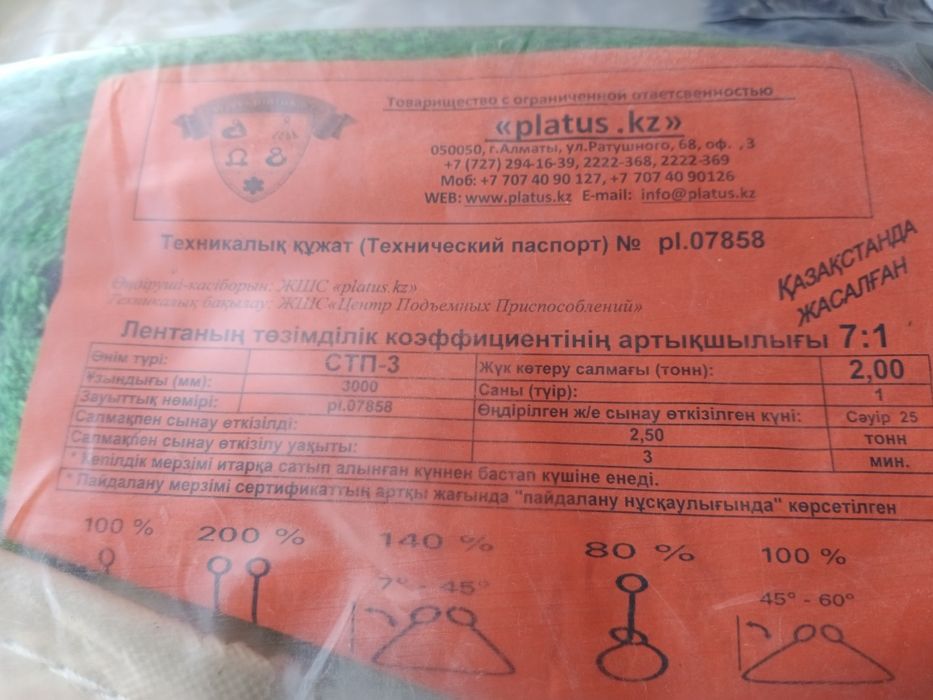 Товарищество с ограниченной ответсвенностью
«platus .kz»
050050, г.Алматы, ул.Ратушного, 68, оф. ,3
+7 (727) 294-16-39, 2222-368, 2222-369
Моб: +7 707 40 90 127, +7 707 40 90126
WEB: www.platus.kz E-mail: info@platus.kz
Техникалық құжат (Технический паспорт) № pl.07858
ҚАЗАҚСТАНДА
ЖАСАЛҒАН
Өндіруші-касіборын: ЖШС «platus.kz»
Техникалық бақылау: ЖШС«Центр Подъемных Приспособлений»
Лентаның төзімділік коэффициентінің артықшылығы 7:1
Өнім түрі: СТП-3 Жүк көтеру салмағы (тонн): 2,00
Ұзындығы (мм): 3000 Саны (түір): 1
Зауыттық нөмірі: pl.07858 Өңдірілген ж/е сынау өткізілген күні: Сәуір 25
Салмақпен сынау өткізілді: 2,50 тонн
Салмақпен сынау өткізілу уақыты: 3 мин.
* Кепілдік мерзімі итарқа сатып алынған күннен бастап күшіне енеді.
* Пайдалану мерзімі сертификаттың артқы жағында "пайдалану нұсқаулығында" көрсетілген
100 % 200 % 140 % 80 % 100 %
7° - 45° 45° - 60°